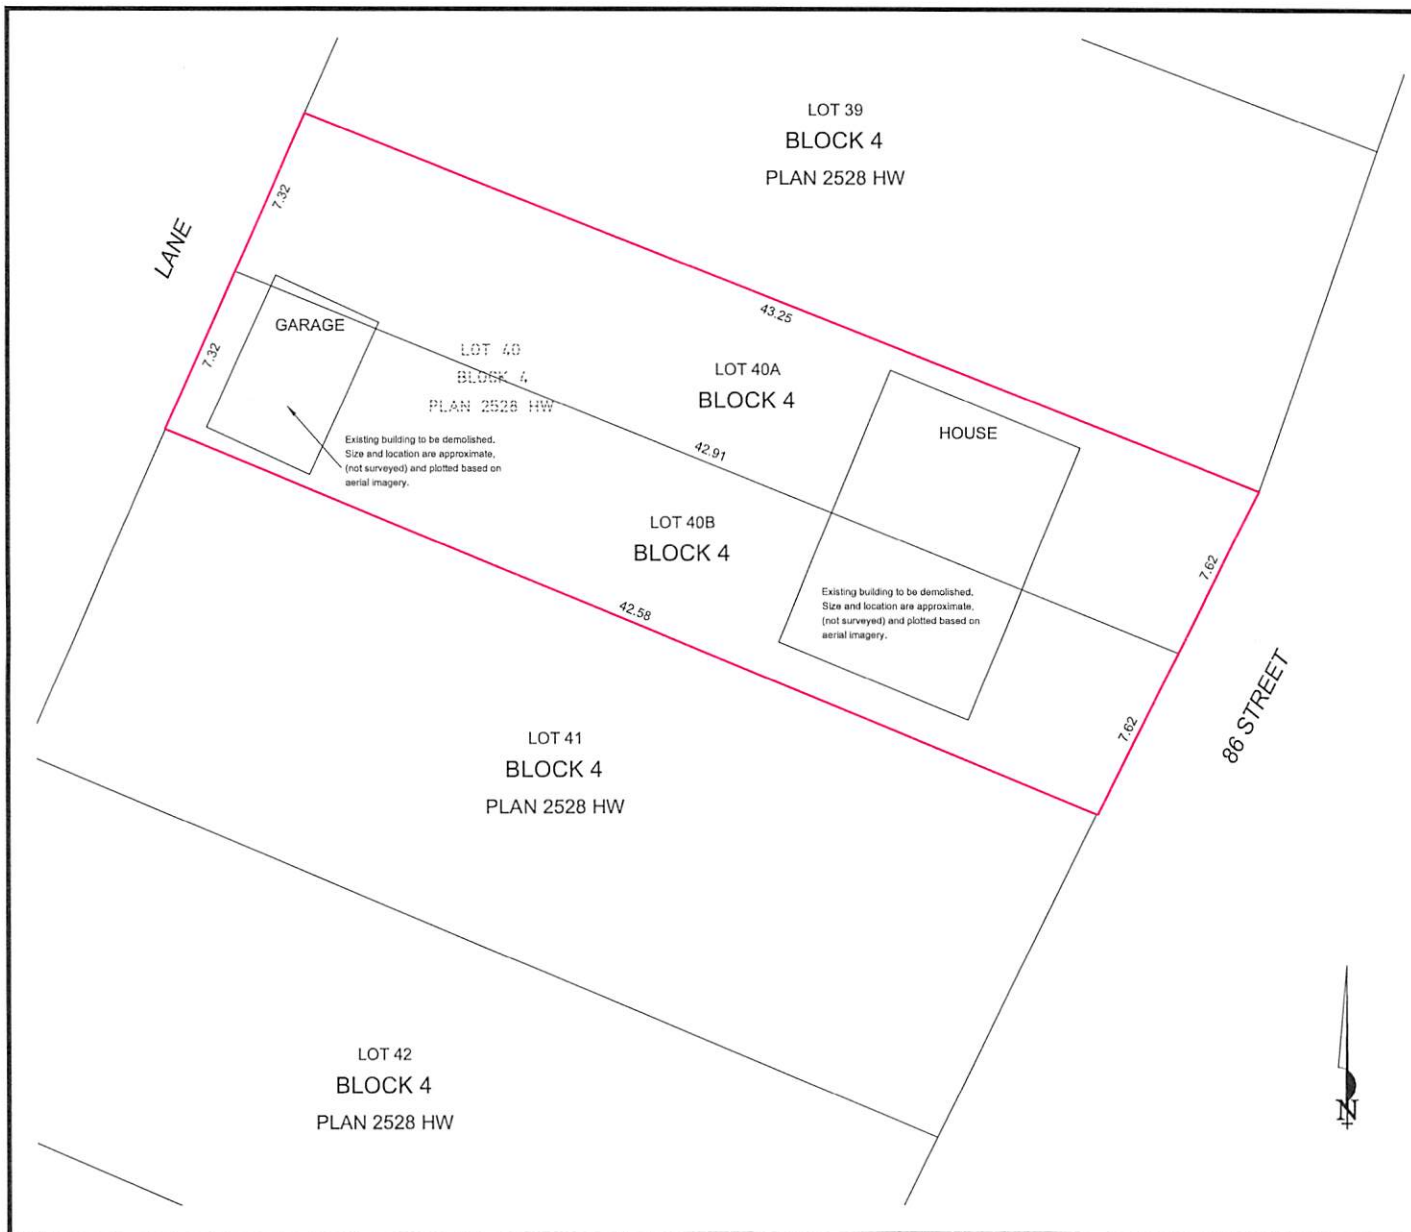 LOT 39
BLOCK 4
PLAN 2528 HW
7.32
LANE
43.25
GARAGE
7.32
LOT 40
BLOCK 4
PLAN 2528 HW
LOT 40A
BLOCK 4
HOUSE
Existing building to be demolished.
Size and location are approximate,
(not surveyed) and plotted based on
aerial imagery.
42.91
LOT 40B
BLOCK 4
7.62
Existing building to be demolished.
Size and location are approximate,
(not surveyed) and plotted based on
aerial imagery.
42.58
86 STREET
7.62
LOT 41
BLOCK 4
PLAN 2528 HW
LOT 42
BLOCK 4
PLAN 2528 HW
N